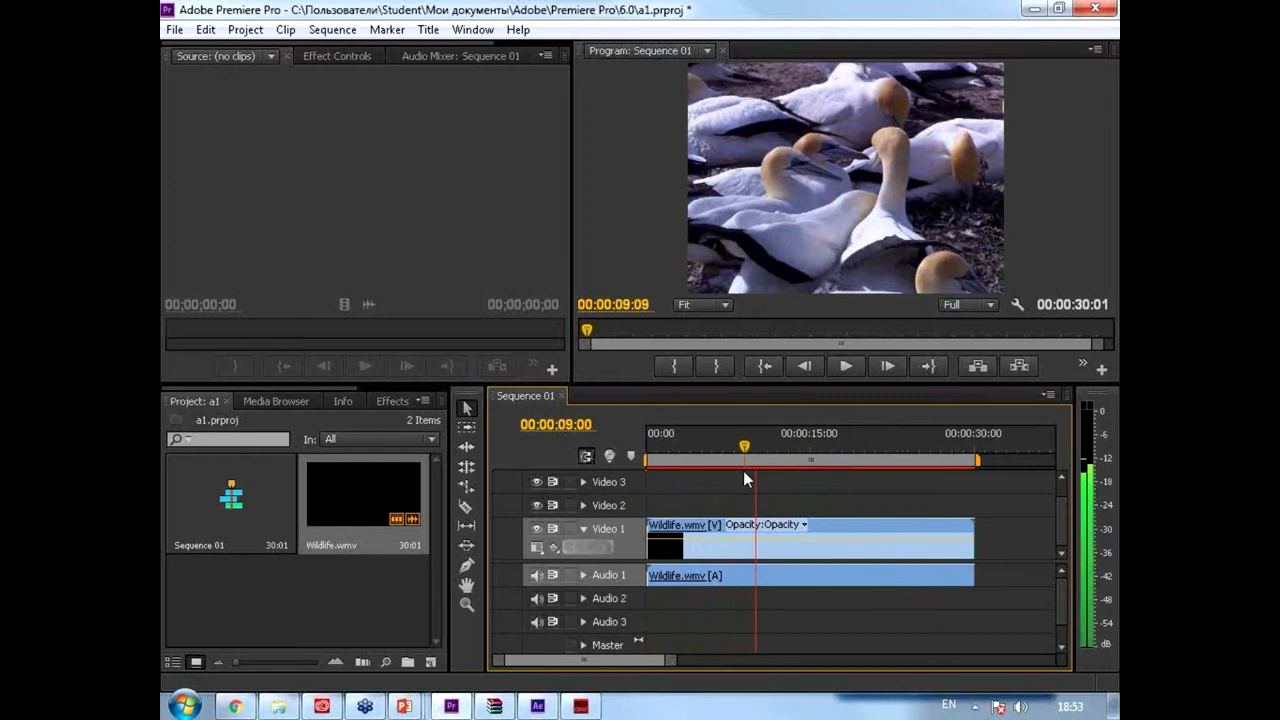 Adobe Premiere Pro - C:\Пользователи\Student\Мои документы\Adobe\Premiere Pro\6.0\a1.prproj *
File Edit Project Clip Sequence Marker Title Window Help
Source: (no clips) Effect Controls Audio Mixer: Sequence 01
Program: Sequence 01
00;00;00;00 00;00;00;00
00:00:09:09 Fit Full 00:00:30:01
Project: a1 Media Browser Info Effects
a1.prproj 2 Items
In: All
Sequence 01 30:01
Wildlife.wmv 30:01
Sequence 01
00:00:09:00
00:00 00:00:15:00 00:00:30:00
Video 3
Video 2
Video 1 Wildlife.wmv [V] Opacity:Opacity
Audio 1 Wildlife.wmv [A]
Audio 2
Audio 3
Master
0
-6
-12
-18
-24
-30
-36
-42
-48
-54
dB
Pr Ae
EN 18:53